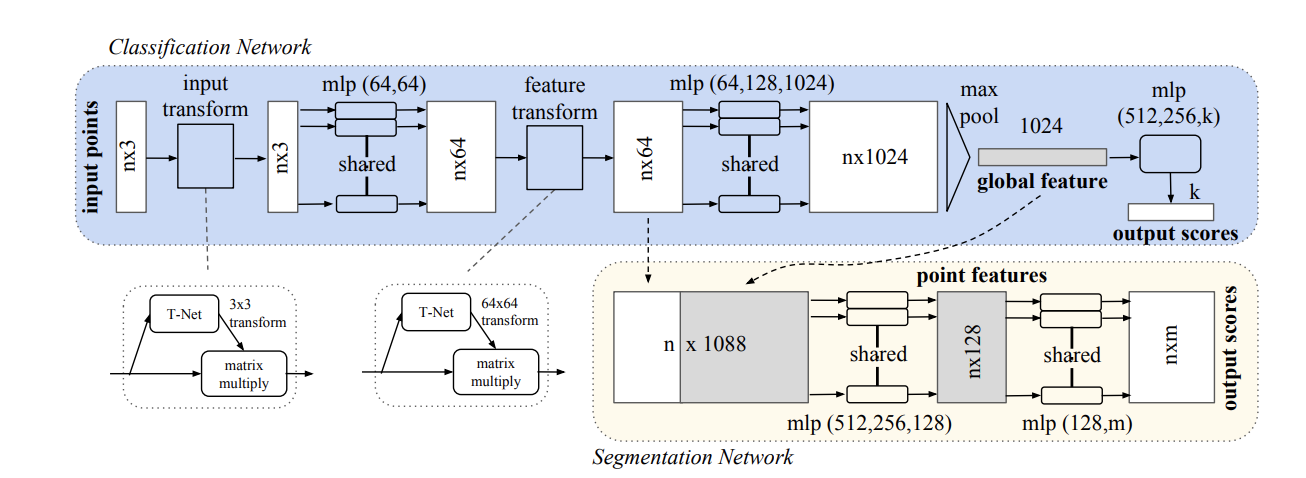 Classification Network
input points
nx3
input
transform
nx3
mlp (64,64)
shared
nx64
feature
transform
nx64
mlp (64,128,1024)
shared
nx1024
max
pool
1024
global feature
mlp
(512,256,k)
k
output scores
T-Net
3x3
transform
matrix
multiply
T-Net
64x64
transform
matrix
multiply
point features
n x 1088
shared
mlp (512,256,128)
nx128
shared
mlp (128,m)
nxm
output scores
Segmentation Network